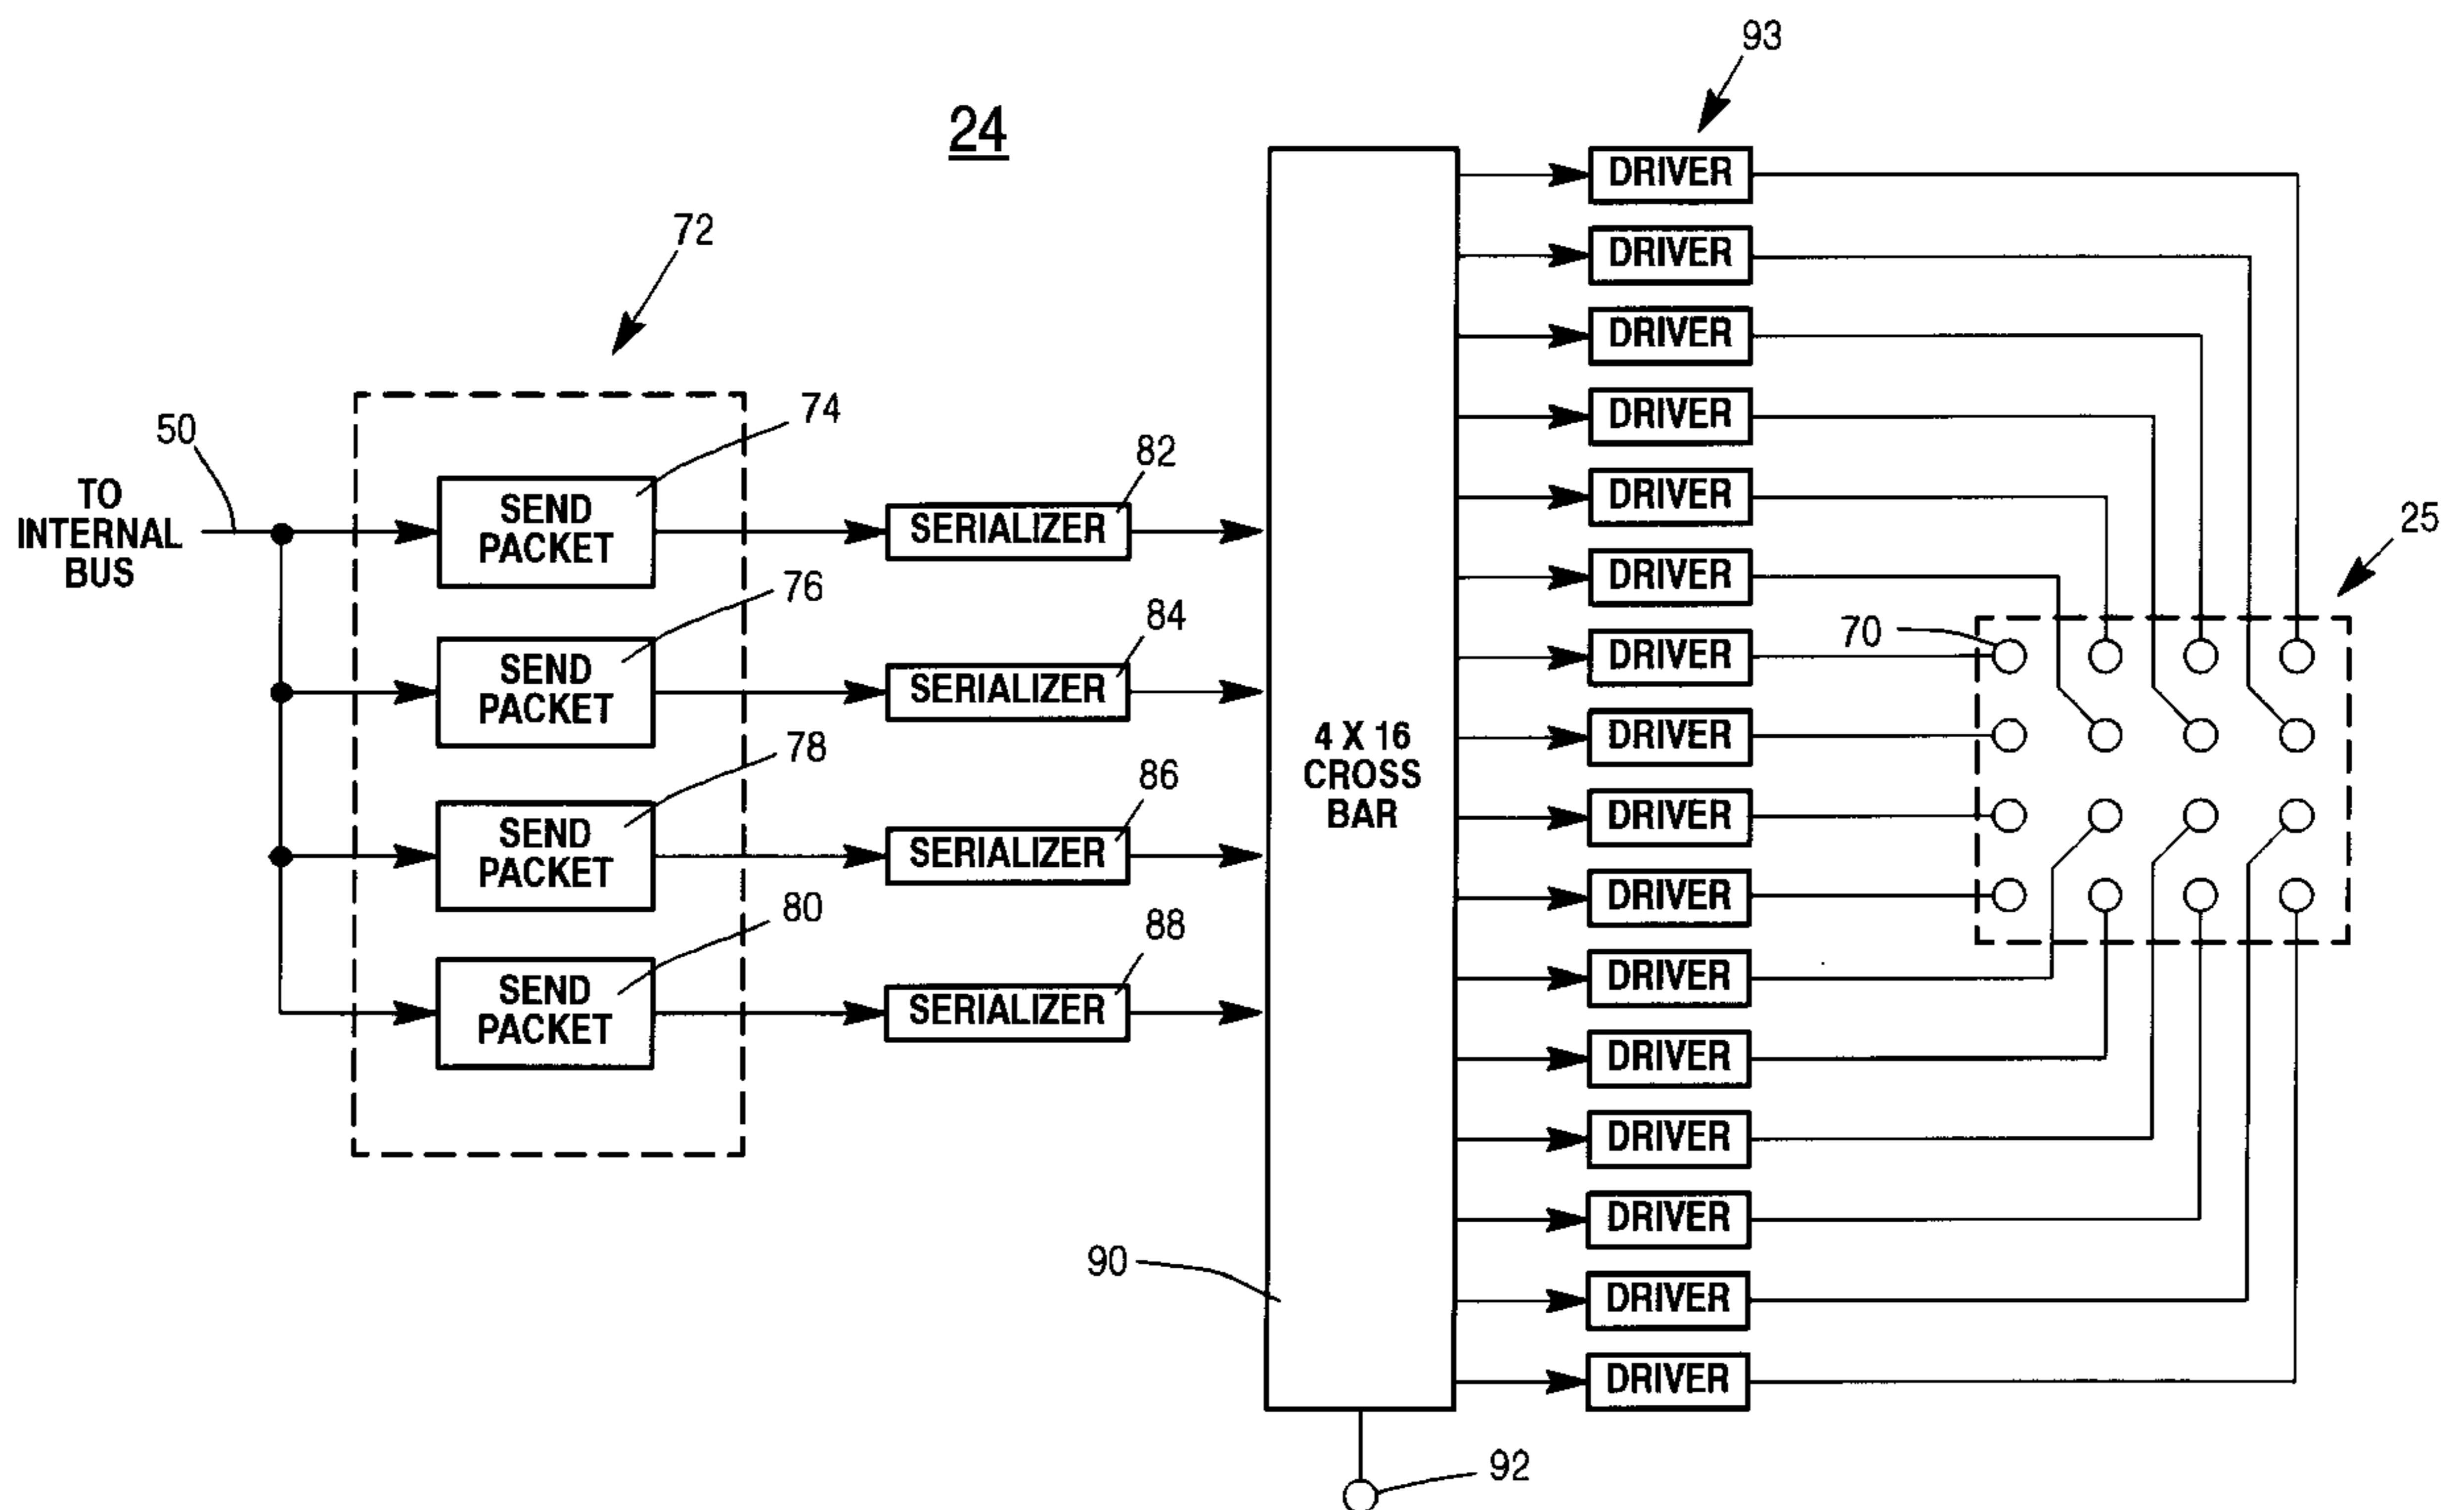 93
24
DRIVER
72
DRIVER
DRIVER
74
50
DRIVER
82
TO
INTERNAL
BUS
SEND
PACKET
SERIALIZER
DRIVER
25
76
DRIVER
84
70
SEND
PACKET
SERIALIZER
DRIVER
78
4 X 16
CROSS
BAR
DRIVER
86
SEND
PACKET
SERIALIZER
DRIVER
80
DRIVER
88
SEND
PACKET
SERIALIZER
DRIVER
DRIVER
DRIVER
DRIVER
90
DRIVER
DRIVER
92